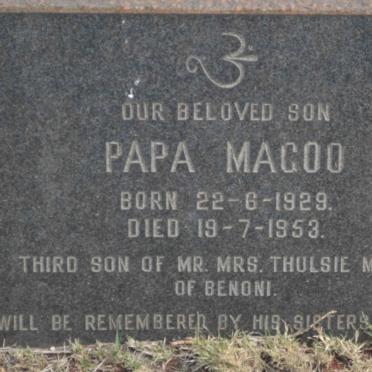 ૐ
OUR BELOVED SON
PAPA MAGOO
BORN 22-6-1929.
DIED 19-7-1953.
THIRD SON OF MR. MRS. THULSIE M
OF BENONI.
WILL BE REMEMBERED BY HIS SISTERS